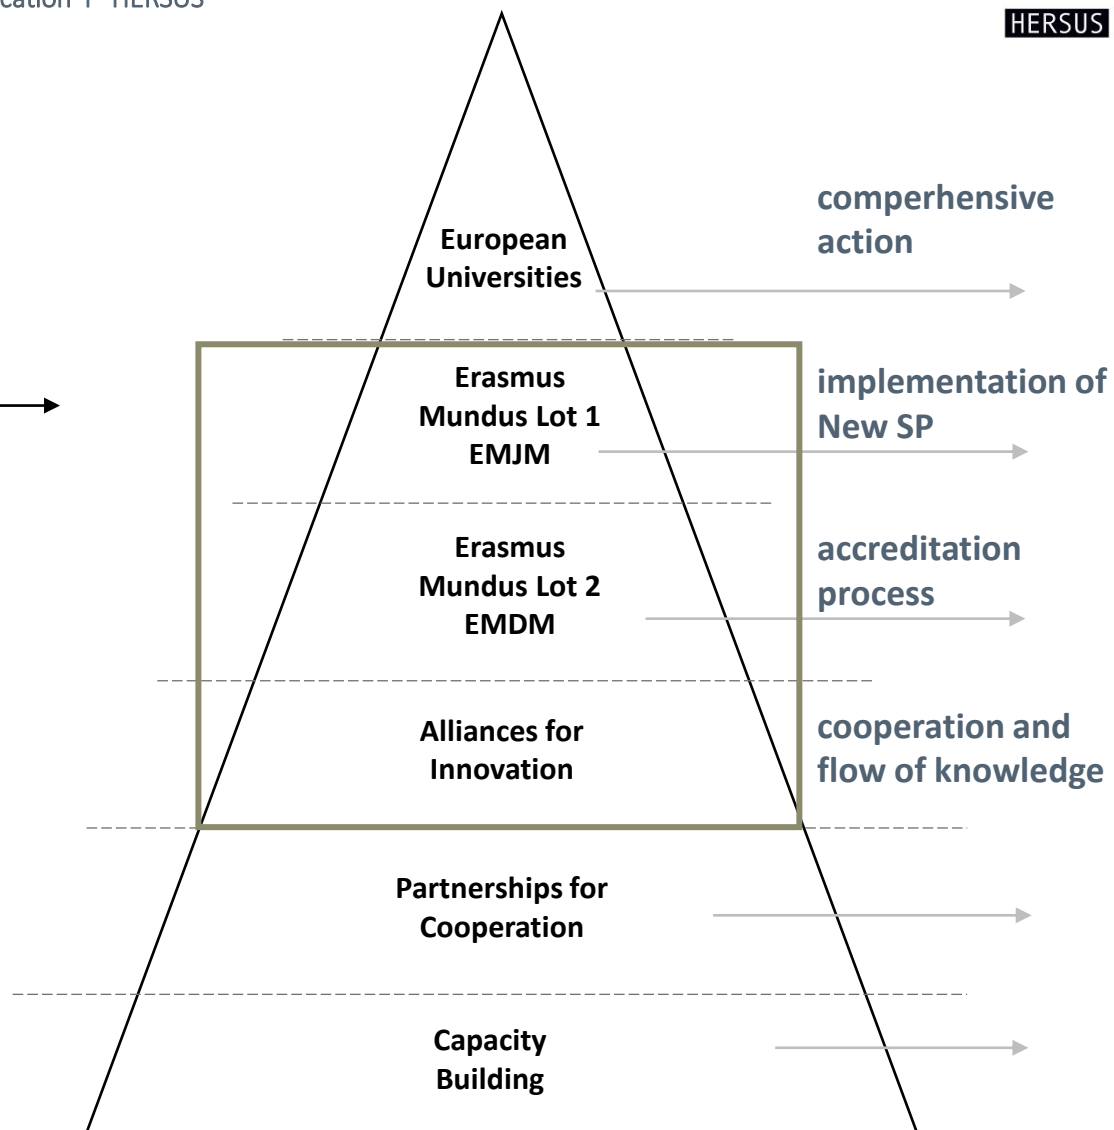 HERSUS
HERSUS
comperhensive
action
European
Universities
Erasmus
Mundus Lot 1
EMJM
implementation of
New SP
Erasmus
Mundus Lot 2
EMDM
accreditation
process
Alliances for
Innovation
cooperation and
flow of knowledge
Partnerships for
Cooperation
Capacity
Building